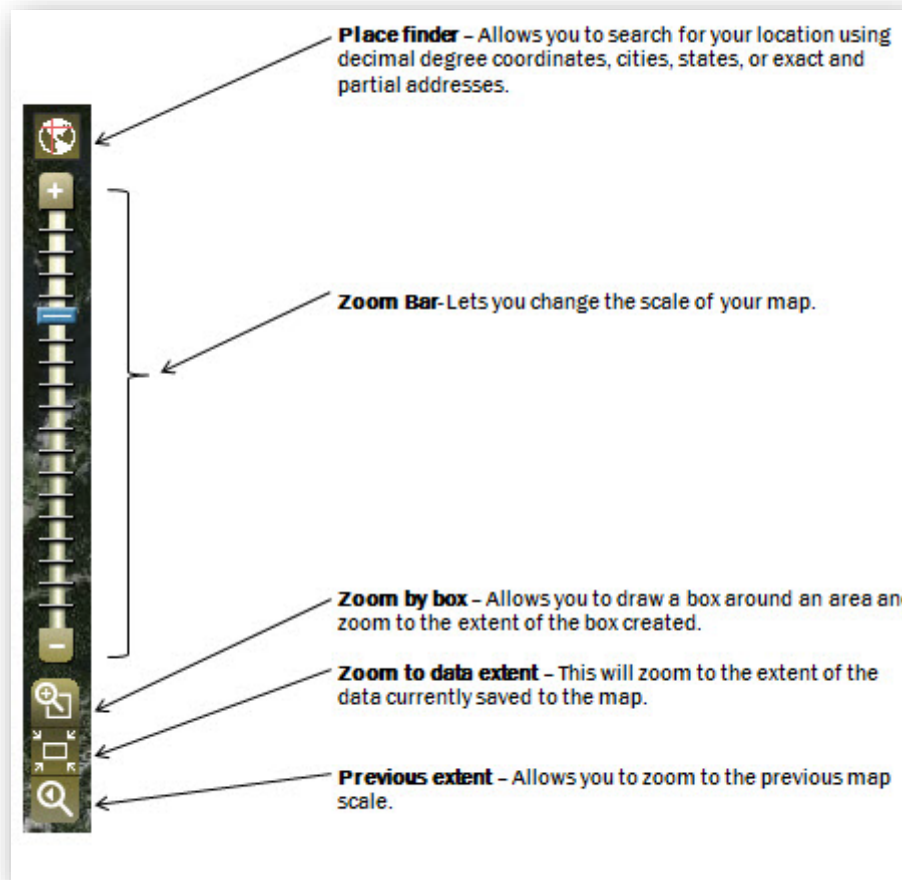 Place finder – Allows you to search for your location using
decimal degree coordinates, cities, states, or exact and
partial addresses.
+
Zoom Bar- Lets you change the scale of your map.
Zoom by box – Allows you to draw a box around an area and
zoom to the extent of the box created.
–
Zoom to data extent – This will zoom to the extent of the
data currently saved to the map.
Previous extent – Allows you to zoom to the previous map
scale.